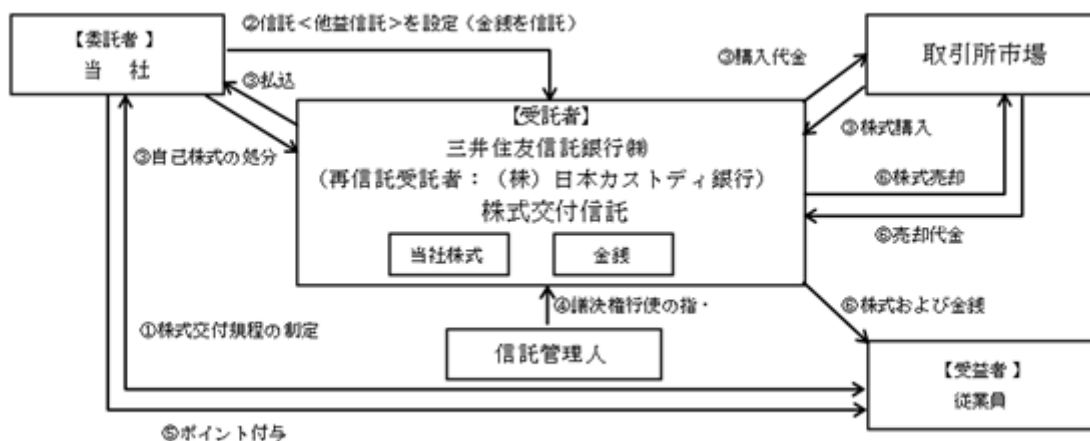 ②信託<他益信託>を設定（金銭を信託）
【委託者】
当 社
取引所市場
③払込
③購入代金
【受託者】
三井住友信託銀行㈱
（再信託受託者：（株）日本カストディ銀行）
株式交付信託
③自己株式の処分
③株式購入
⑥株式売却
⑥売却代金
当社株式
金銭
④議決権行使の指・
⑥株式および金銭
①株式交付規程の制定
信託管理人
【受益者】
従業員
⑤ポイント付与